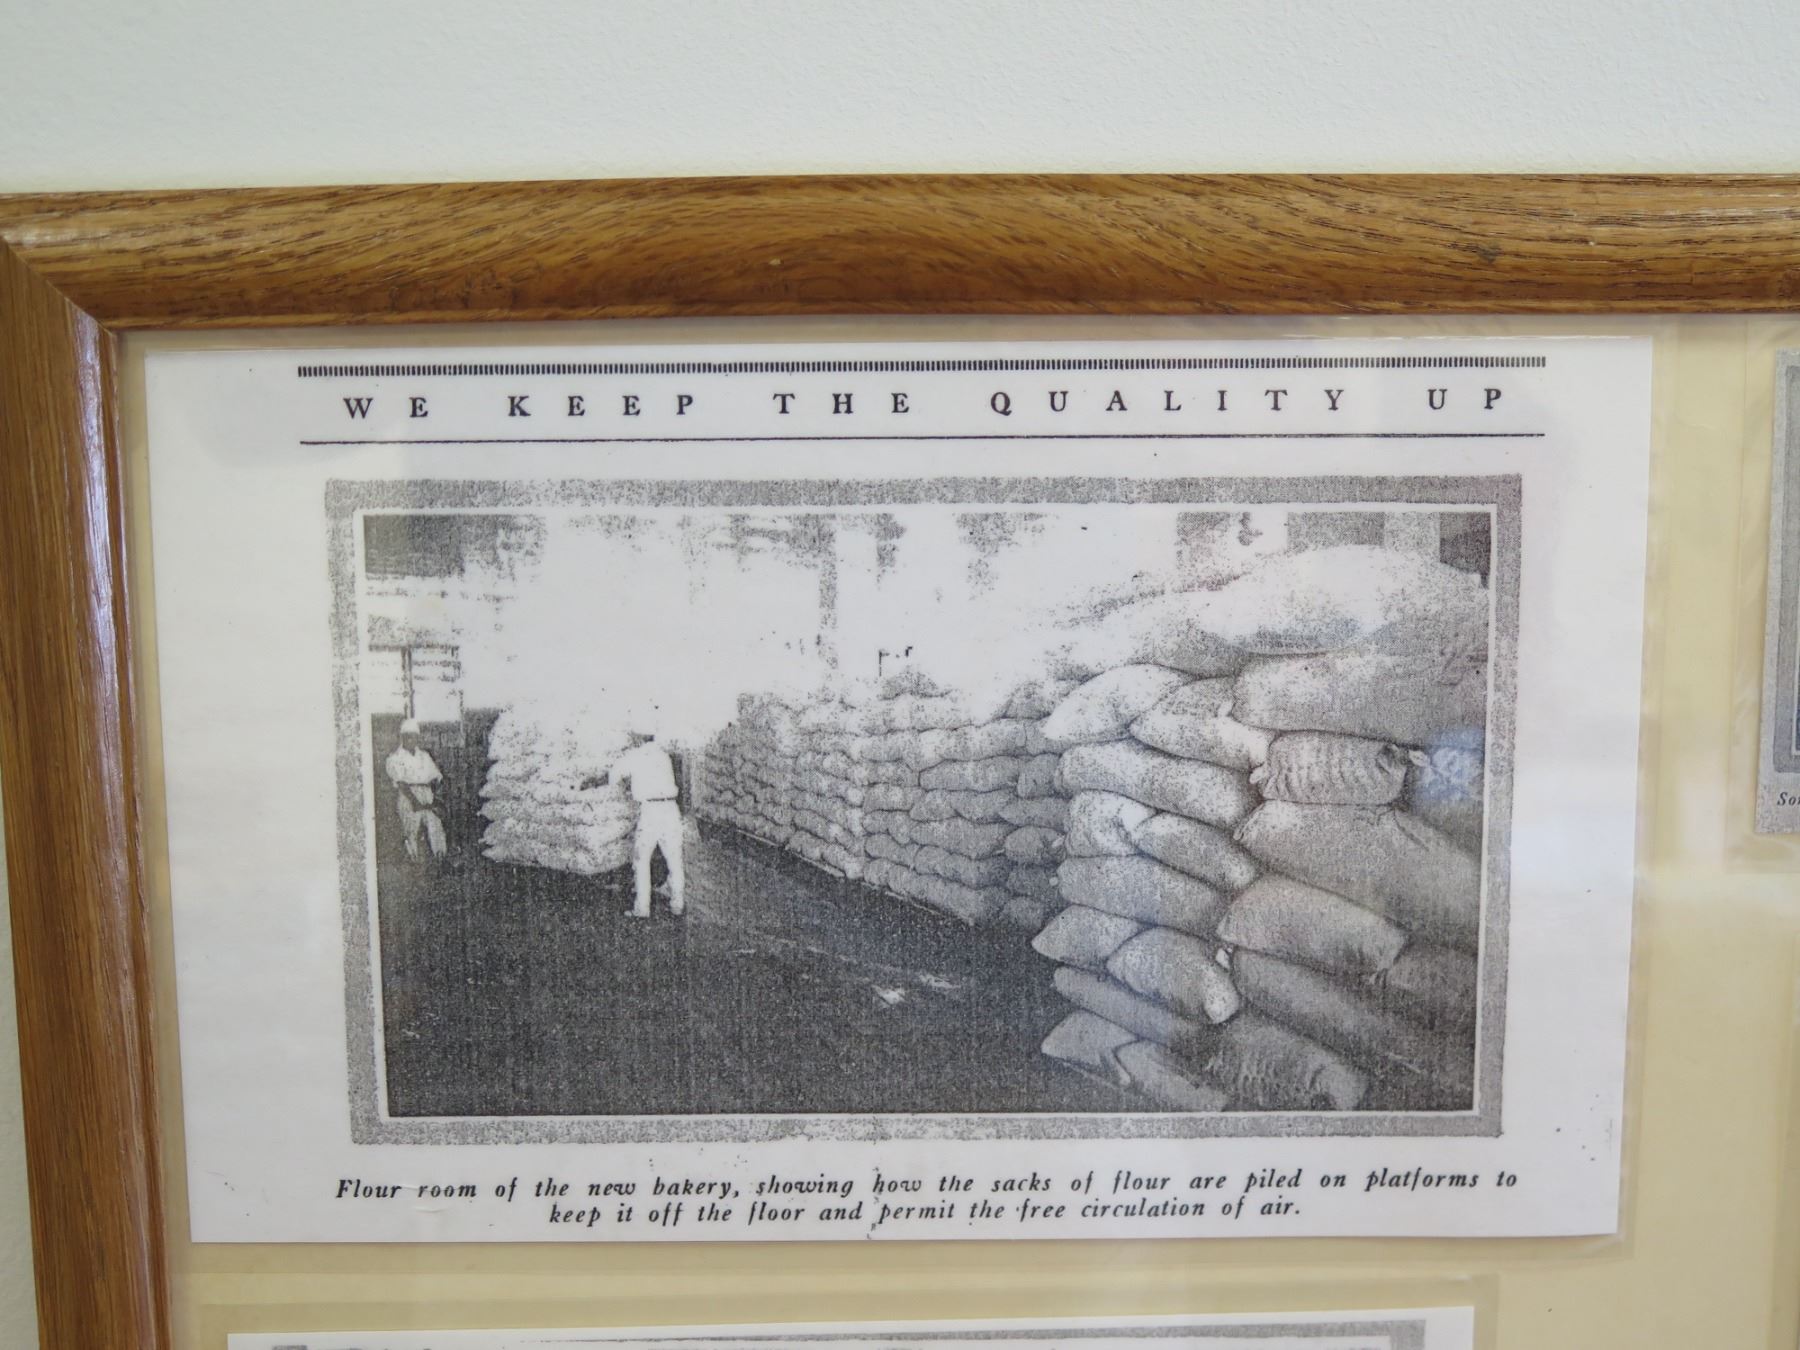 WE KEEP THE QUALITY UP
Flour room of the new bakery, showing how the sacks of flour are piled on platforms to
keep it off the floor and permit the free circulation of air.